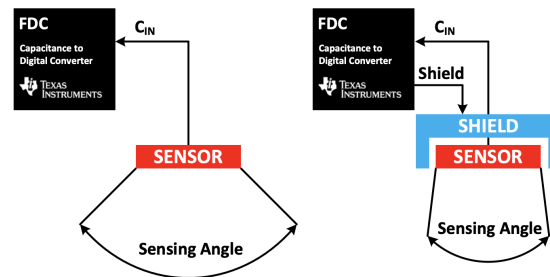 FDC
Capacitance to
Digital Converter
TEXAS
INSTRUMENTS
CIN
SENSOR
Sensing Angle
FDC
Capacitance to
Digital Converter
TEXAS
INSTRUMENTS
CIN
Shield
SHIELD
SENSOR
Sensing Angle